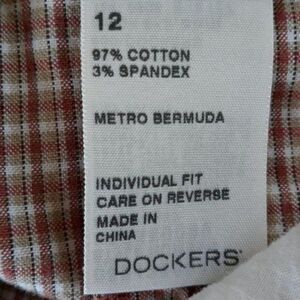 12
97% COTTON
3% SPANDEX
METRO BERMUDA
INDIVIDUAL FIT
CARE ON REVERSE
MADE IN
CHINA
DOCKERS®